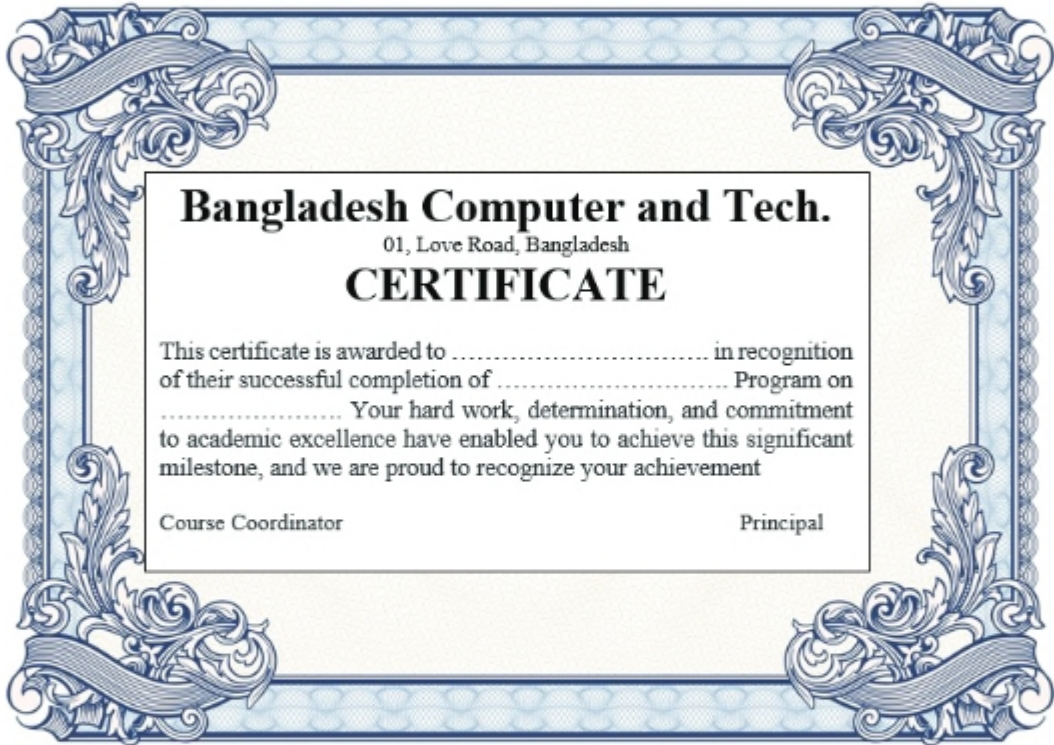 Bangladesh Computer and Tech.
01, Love Road, Bangladesh
CERTIFICATE
This certificate is awarded to ............................... in recognition
of their successful completion of ............................ Program on
...................... Your hard work, determination, and commitment
to academic excellence have enabled you to achieve this significant
milestone, and we are proud to recognize your achievement
Course Coordinator Principal